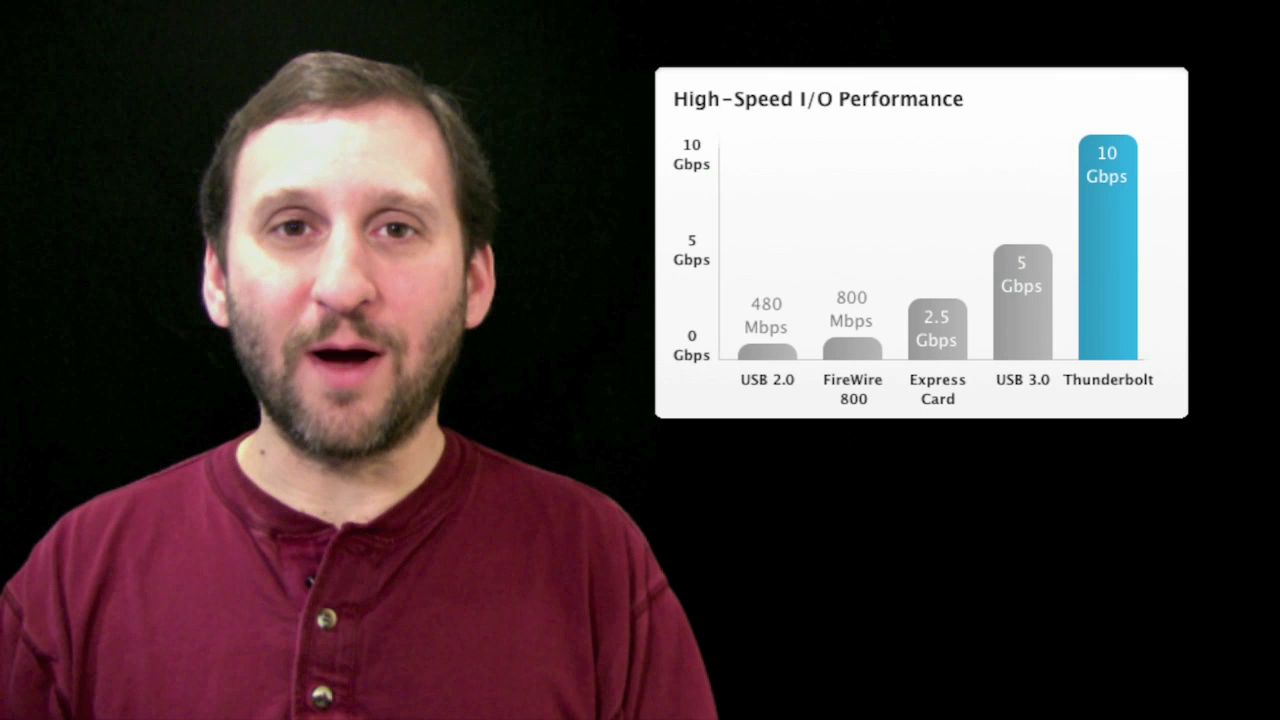 High-Speed I/O Performance
10
Gbps
5
Gbps
0
Gbps
480
Mbps
800
Mbps
2.5
Gbps
5
Gbps
10
Gbps
USB 2.0
FireWire
800
Express
Card
USB 3.0
Thunderbolt